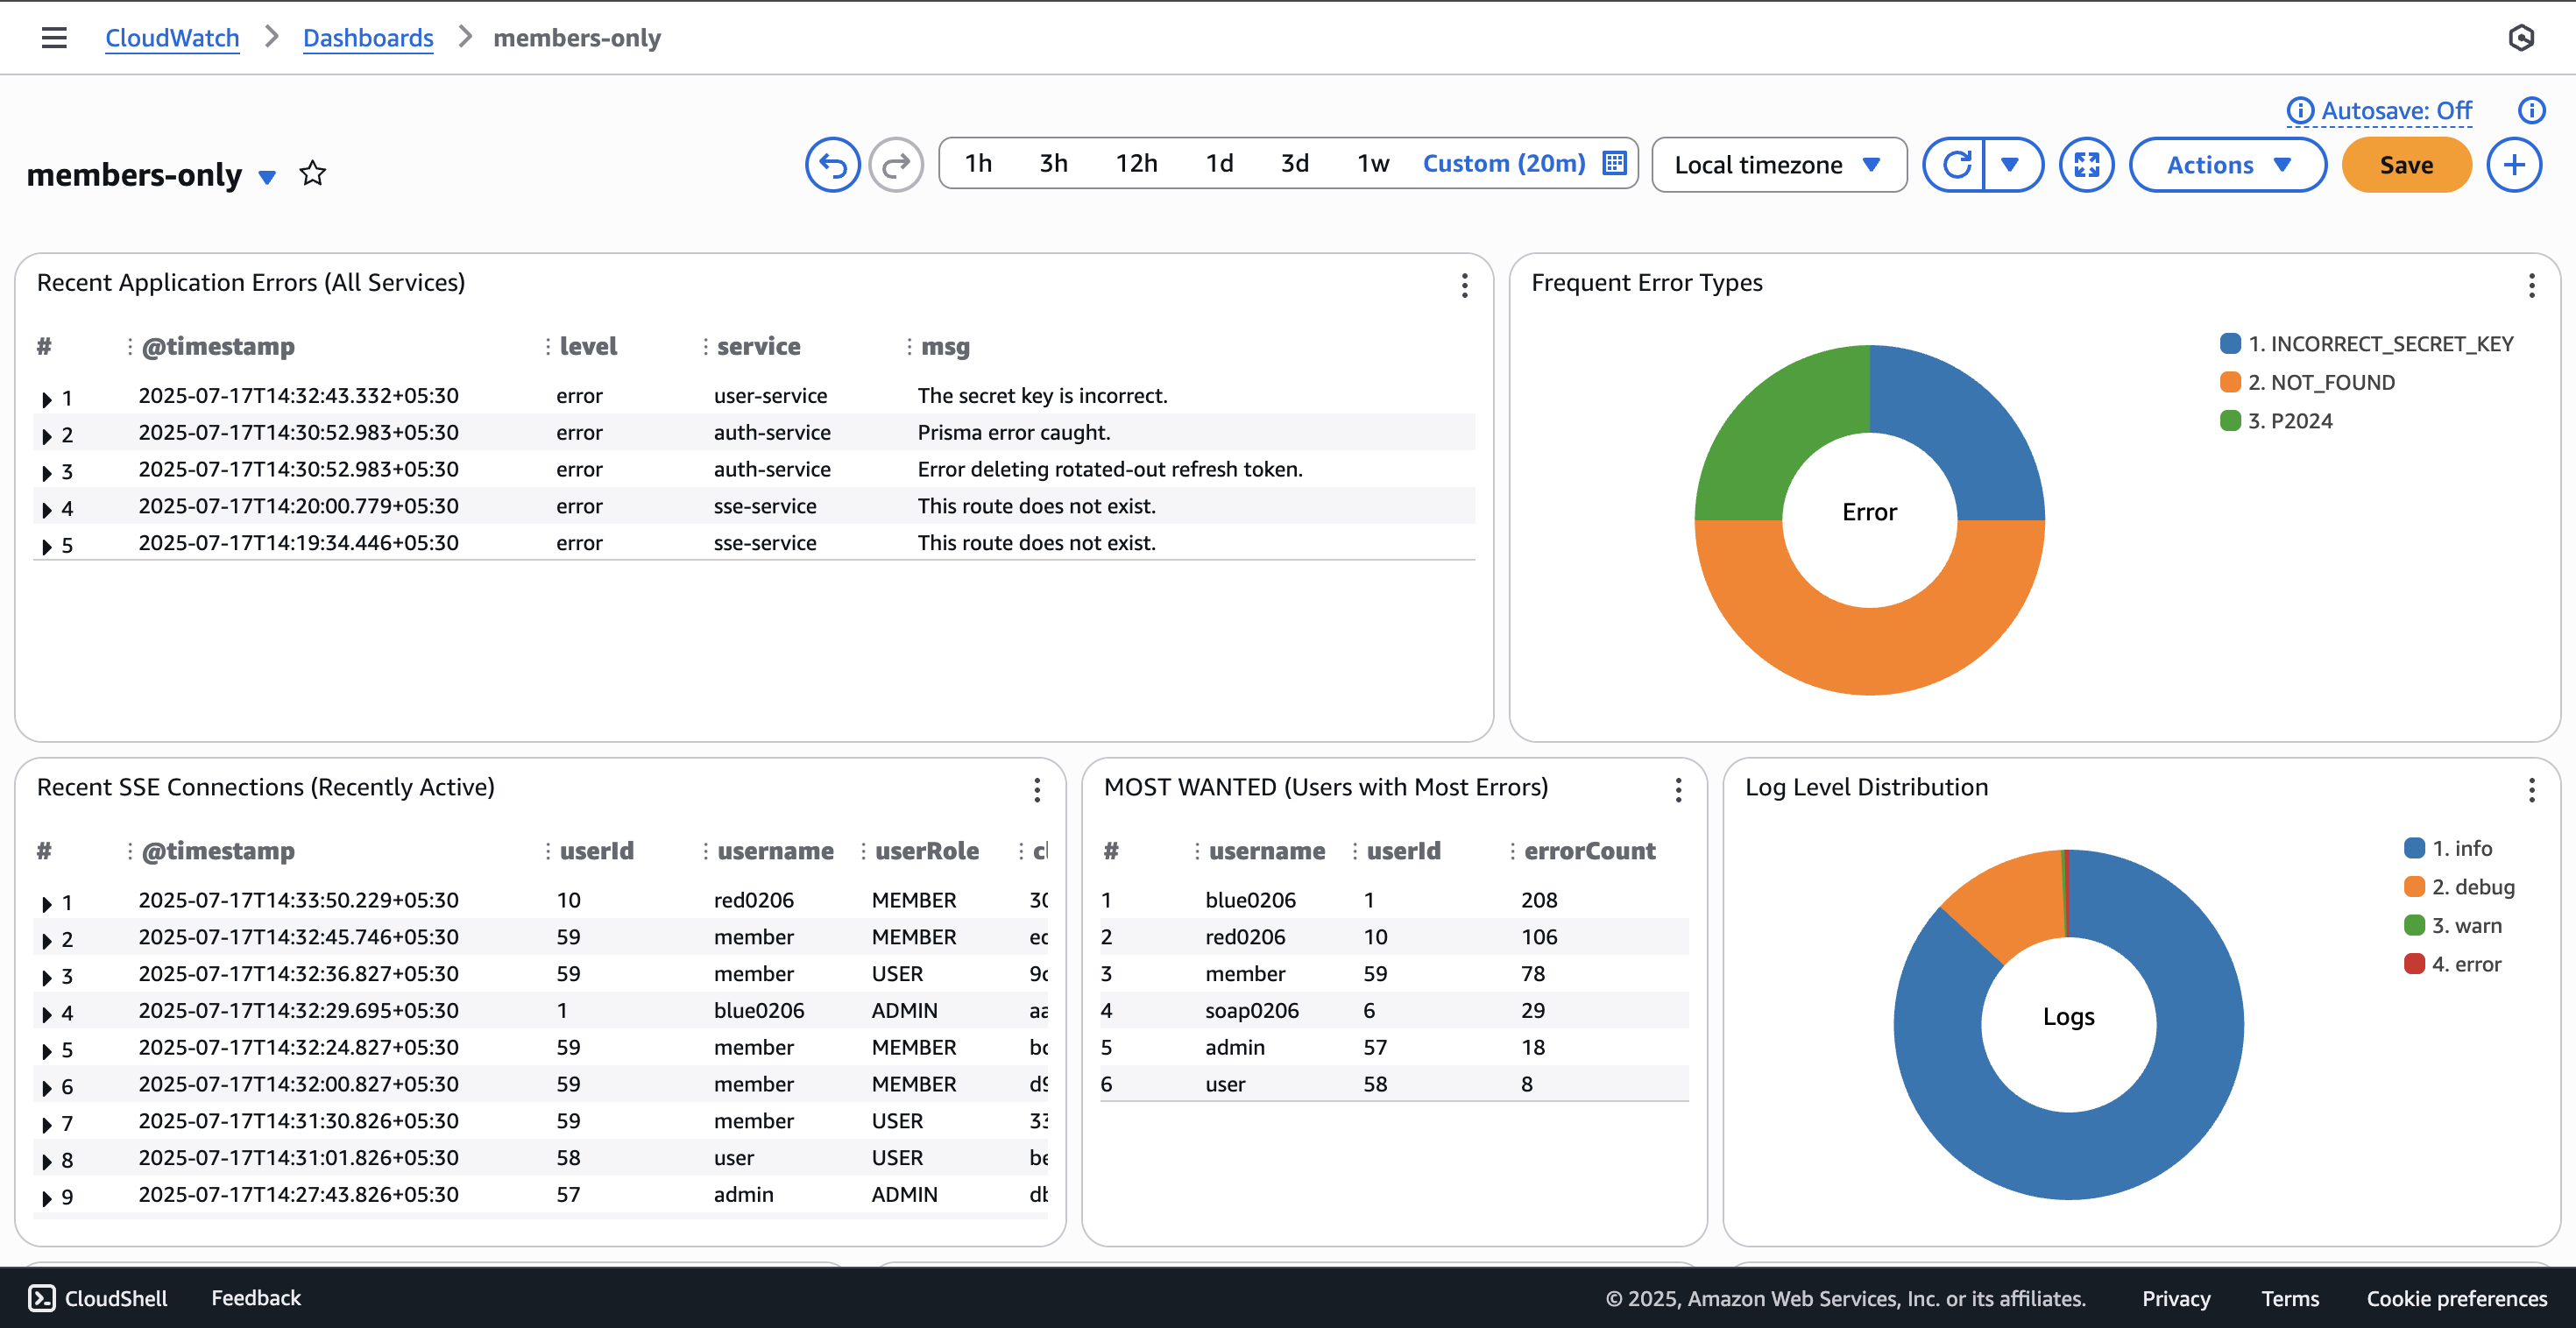 CloudWatch > Dashboards > members-only
Autosave: Off
members-only
1h 3h 12h 1d 3d 1w Custom (20m) Local timezone Actions Save
Recent Application Errors (All Services)
# @timestamp level service msg
1 2025-07-17T14:32:43.332+05:30 error user-service The secret key is incorrect.
2 2025-07-17T14:30:52.983+05:30 error auth-service Prisma error caught.
3 2025-07-17T14:30:52.983+05:30 error auth-service Error deleting rotated-out refresh token.
4 2025-07-17T14:20:00.779+05:30 error sse-service This route does not exist.
5 2025-07-17T14:19:34.446+05:30 error sse-service This route does not exist.
Frequent Error Types
Error
1. INCORRECT_SECRET_KEY
2. NOT_FOUND
3. P2024
Recent SSE Connections (Recently Active)
# @timestamp userId username userRole
1 2025-07-17T14:33:50.229+05:30 10 red0206 MEMBER 30
2 2025-07-17T14:32:45.746+05:30 59 member MEMBER
3 2025-07-17T14:32:36.827+05:30 59 member USER
4 2025-07-17T14:32:29.695+05:30 1 blue0206 ADMIN aa
5 2025-07-17T14:32:24.827+05:30 59 member MEMBER
6 2025-07-17T14:32:00.827+05:30 59 member MEMBER
7 2025-07-17T14:31:30.826+05:30 59 member USER 33
8 2025-07-17T14:31:01.826+05:30 58 user USER be
9 2025-07-17T14:27:43.826+05:30 57 admin ADMIN
MOST WANTED (Users with Most Errors)
# username userId errorCount
1 blue0206 1 208
2 red0206 10 106
3 member 59 78
4 soap0206 6 29
5 admin 57 18
6 user 58 8
Log Level Distribution
Logs
1. info
2. debug
3. warn
4. error
CloudShell Feedback © 2025, Amazon Web Services, Inc. or its affiliates. Privacy Terms Cookie preferences